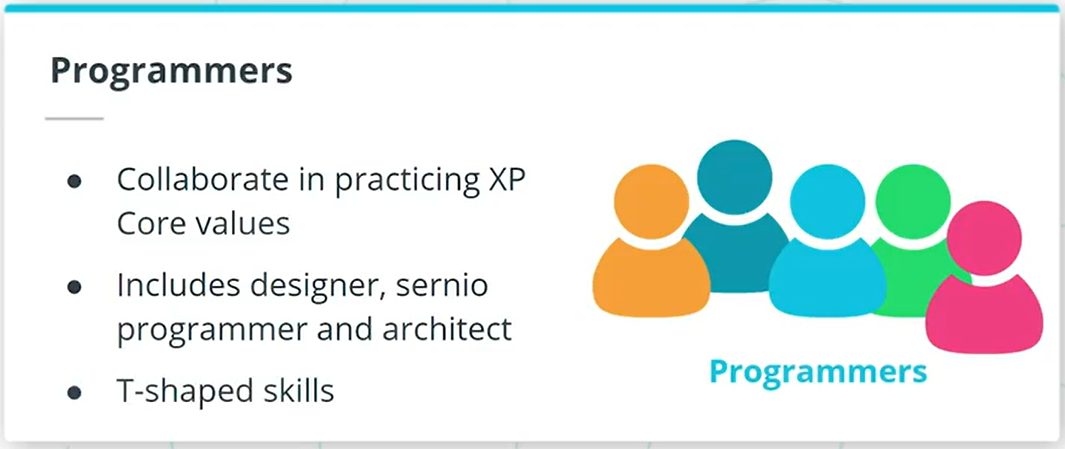 Programmers
● Collaborate in practicing XP
Core values
● Includes designer, sernio
programmer and architect
● T-shaped skills
Programmers